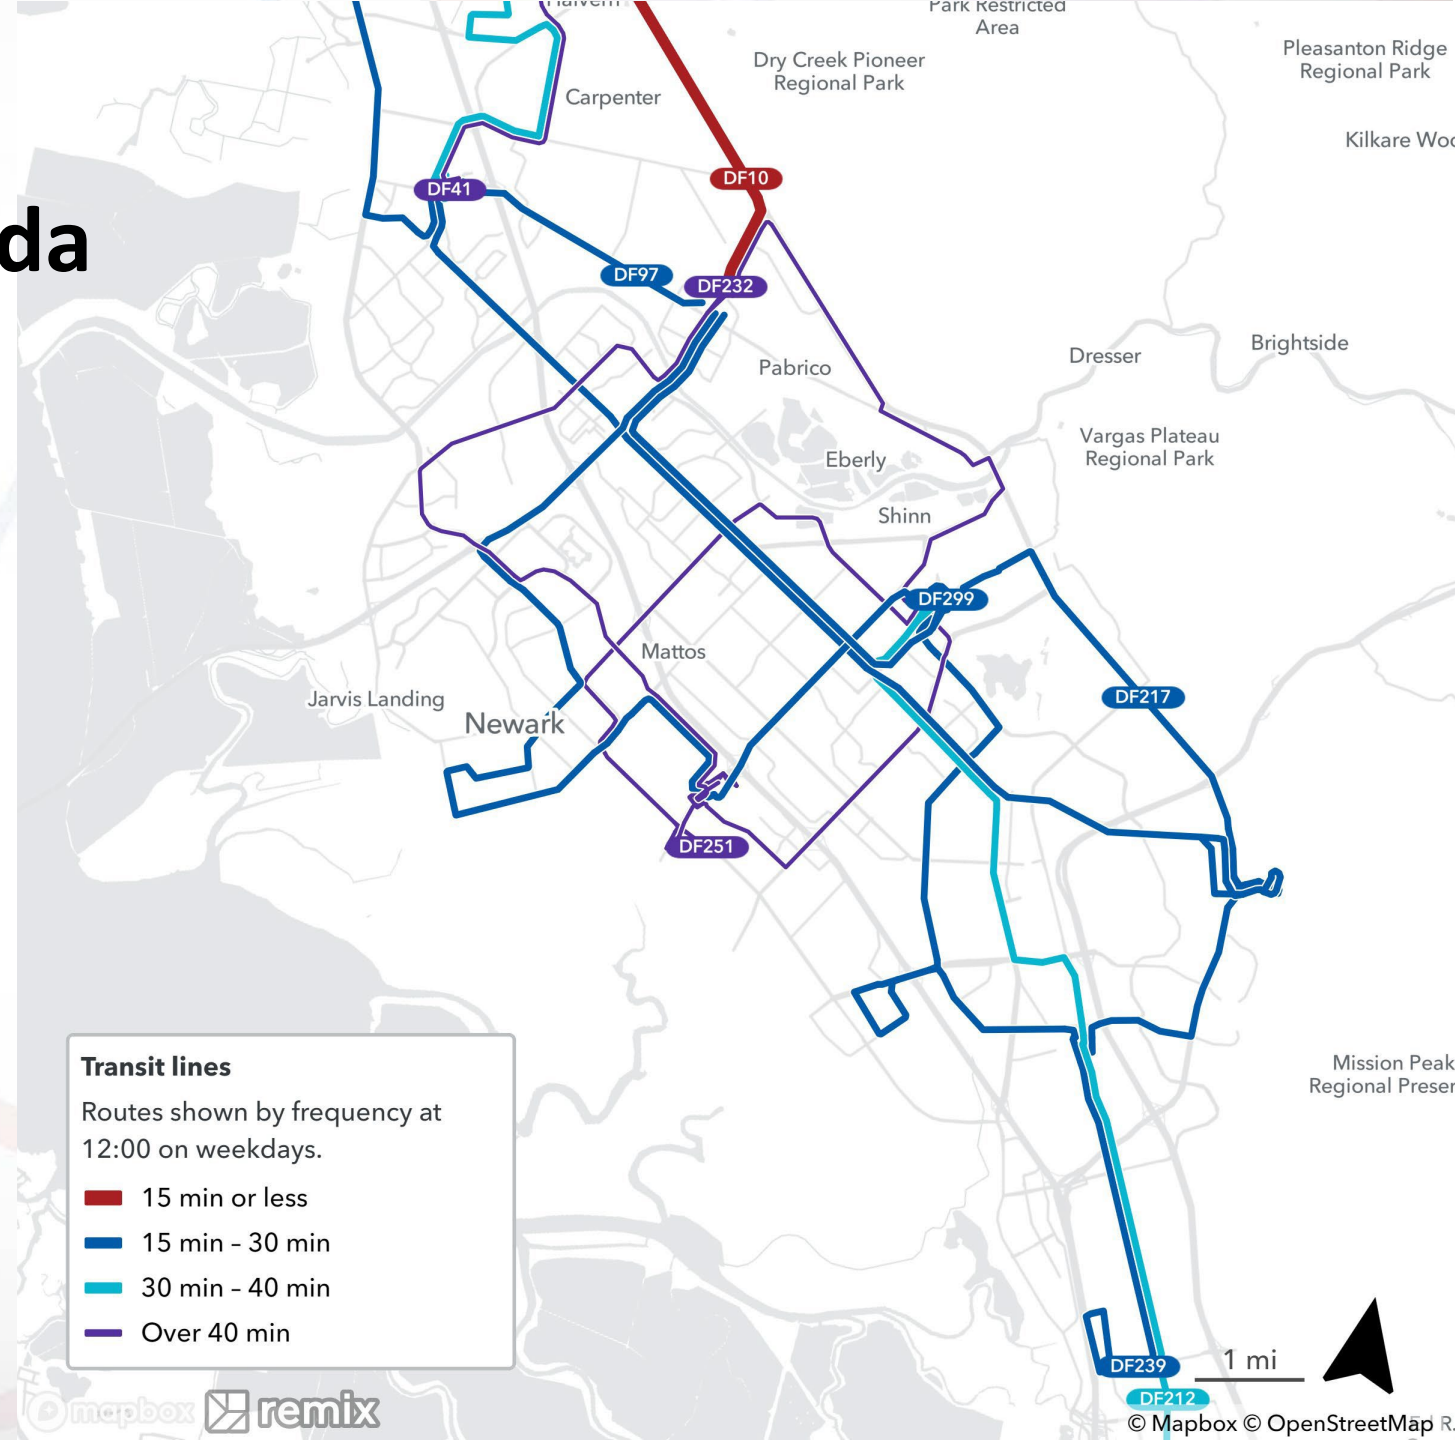 Park Restricted
Area
Dry Creek Pioneer
Regional Park
Pleasanton Ridge
Regional Park
Carpenter
Kilkare Woo
DF10
DF41
da
DF97
DF232
Pabrico
Dresser
Brightside
Vargas Plateau
Regional Park
Eberly
Shinn
DF299
Mattos
Jarvis Landing
Newark
DF217
DF251
Mission Peak
Regional Preser
Transit lines
Routes shown by frequency at
12:00 on weekdays.
15 min or less
15 min – 30 min
30 min – 40 min
Over 40 min
DF239
1 mi
DF212
mapbox
remix
© Mapbox © OpenStreetMap